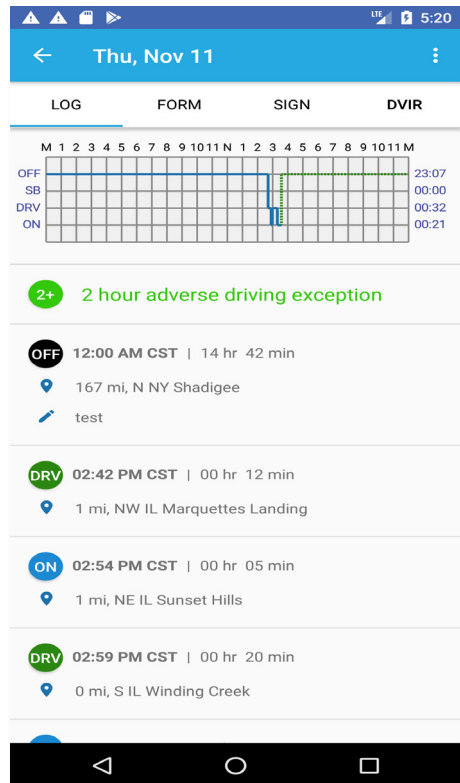 LTE 5:20
Thu, Nov 11
LOG FORM SIGN DVIR
M 1 2 3 4 5 6 7 8 9 10 11 N 1 2 3 4 5 6 7 8 9 10 11 M
OFF 23:07
SB 00:00
DRV 00:32
ON 00:21
2+ 2 hour adverse driving exception
OFF 12:00 AM CST | 14 hr 42 min
167 mi, N NY Shadigee
test
DRV 02:42 PM CST | 00 hr 12 min
1 mi, NW IL Marquettes Landing
ON 02:54 PM CST | 00 hr 05 min
1 mi, NE IL Sunset Hills
DRV 02:59 PM CST | 00 hr 20 min
0 mi, S IL Winding Creek